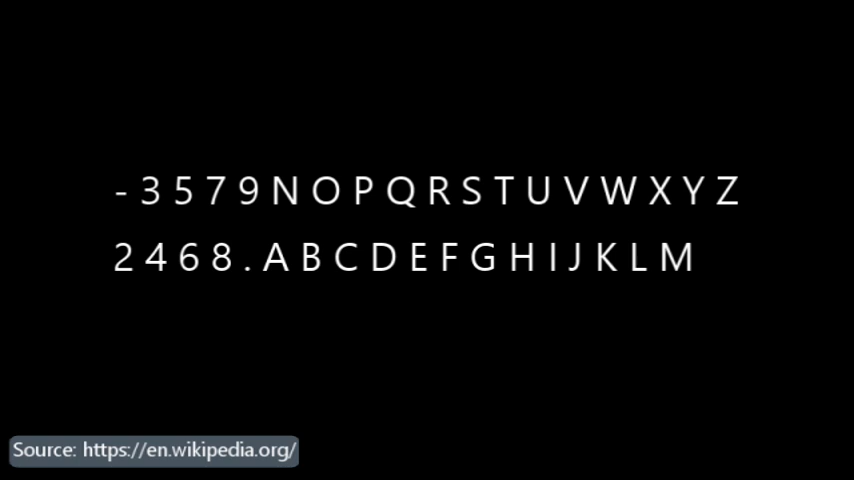 - 3 5 7 9 N O P Q R S T U V W X Y Z
2 4 6 8 . A B C D E F G H I J K L M
Source: https://en.wikipedia.org/